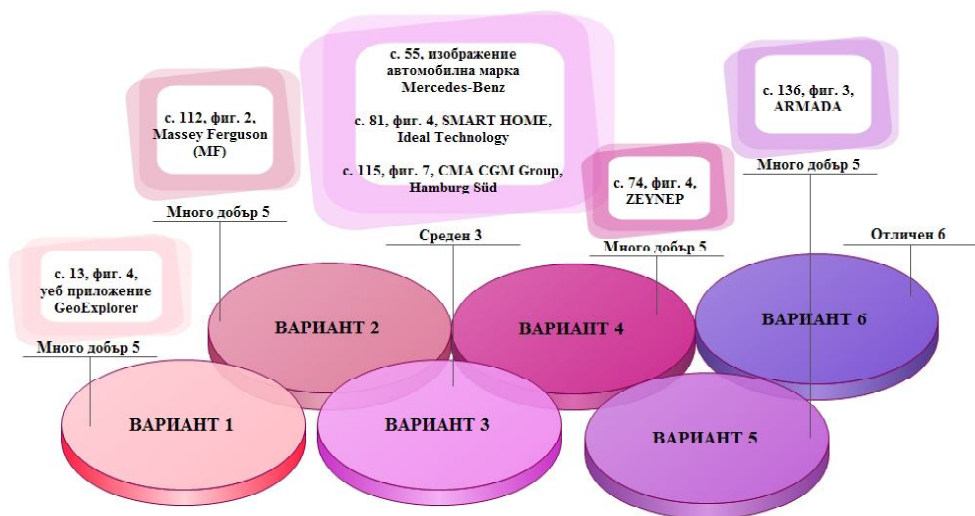 с. 13, фиг. 4,
уеб приложение
GeoExplorer
Много добър 5
ВАРИАНТ 1
с. 112, фиг. 2,
Massey Ferguson
(MF)
Много добър 5
ВАРИАНТ 2
с. 55, изображение
автомобилна марка
Mercedes-Benz
с. 81, фиг. 4, SMART HOME,
Ideal Technology
с. 115, фиг. 7, CMA CGM Group,
Hamburg Süd
Среден 3
ВАРИАНТ 3
с. 74, фиг. 4,
ZEYNEP
Много добър 5
ВАРИАНТ 4
с. 136, фиг. 3,
ARMADA
Много добър 5
ВАРИАНТ 5
Отличен 6
ВАРИАНТ 6